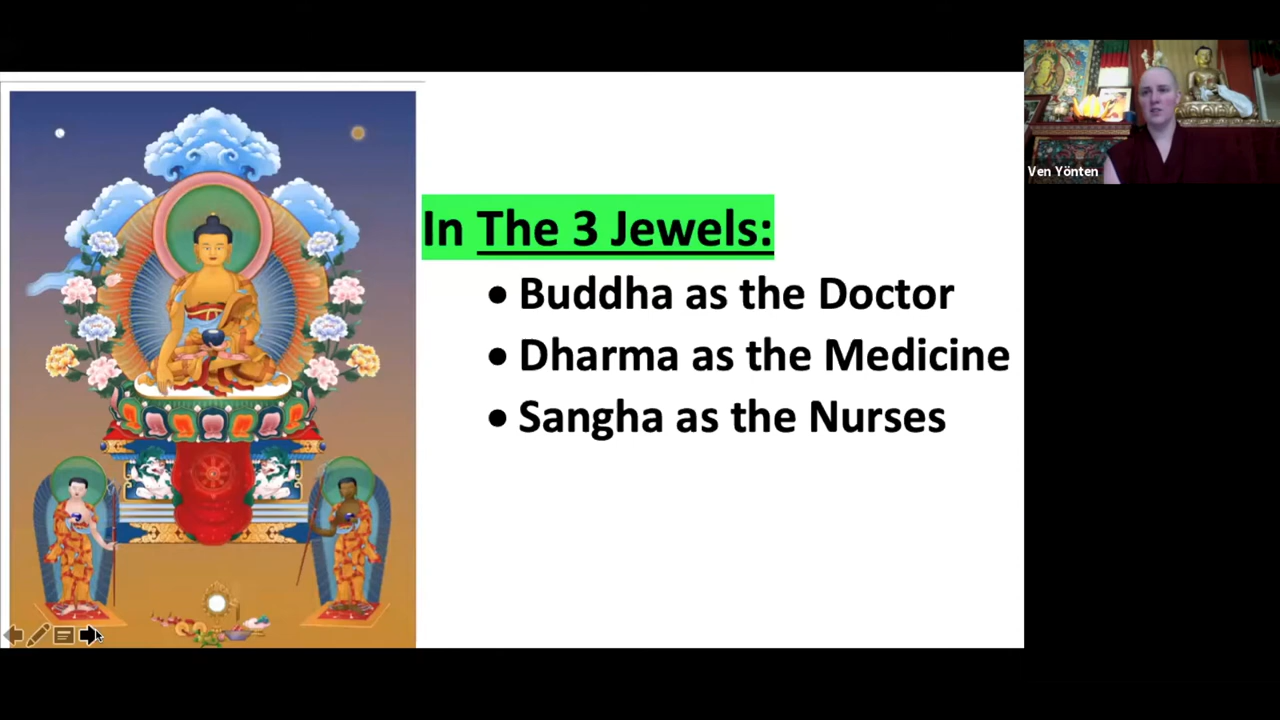 In The 3 Jewels:
• Buddha as the Doctor
• Dharma as the Medicine
• Sangha as the Nurses
Ven Yönten